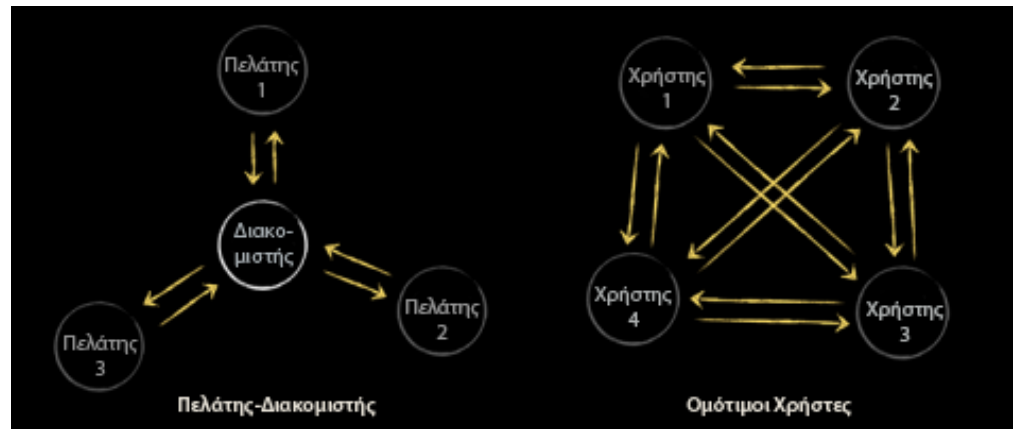 Πελάτης
1
Διακο-
μιστής
Πελάτης
2
Πελάτης
3
Πελάτης-Διακομιστής
Χρήστης
1
Χρήστης
2
Χρήστης
4
Χρήστης
3
Ομότιμοι Χρήστες